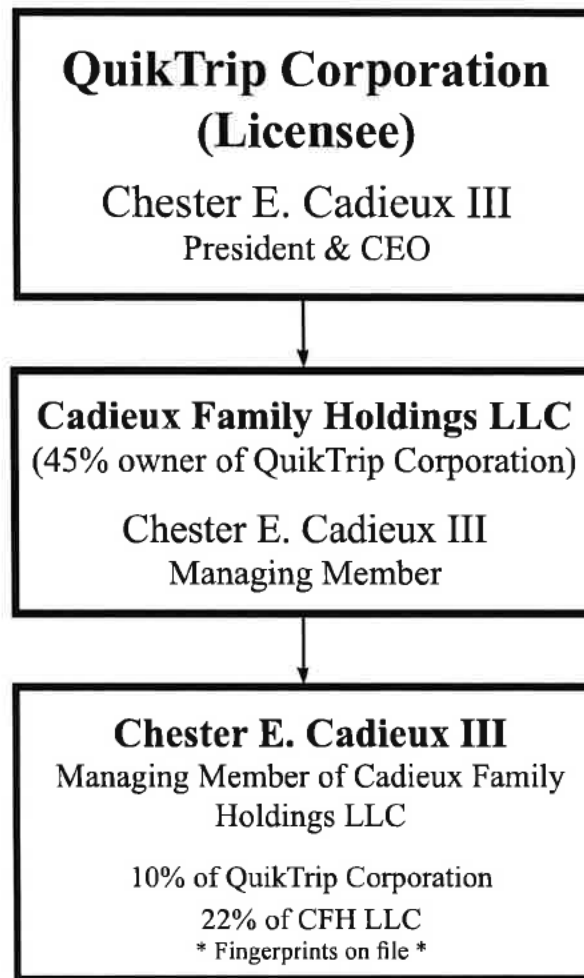 QuikTrip Corporation
(Licensee)
Chester E. Cadieux III
President & CEO
Cadieux Family Holdings LLC
(45% owner of QuikTrip Corporation)
Chester E. Cadieux III
Managing Member
Chester E. Cadieux III
Managing Member of Cadieux Family
Holdings LLC
10% of QuikTrip Corporation
22% of CFH LLC
* Fingerprints on file *